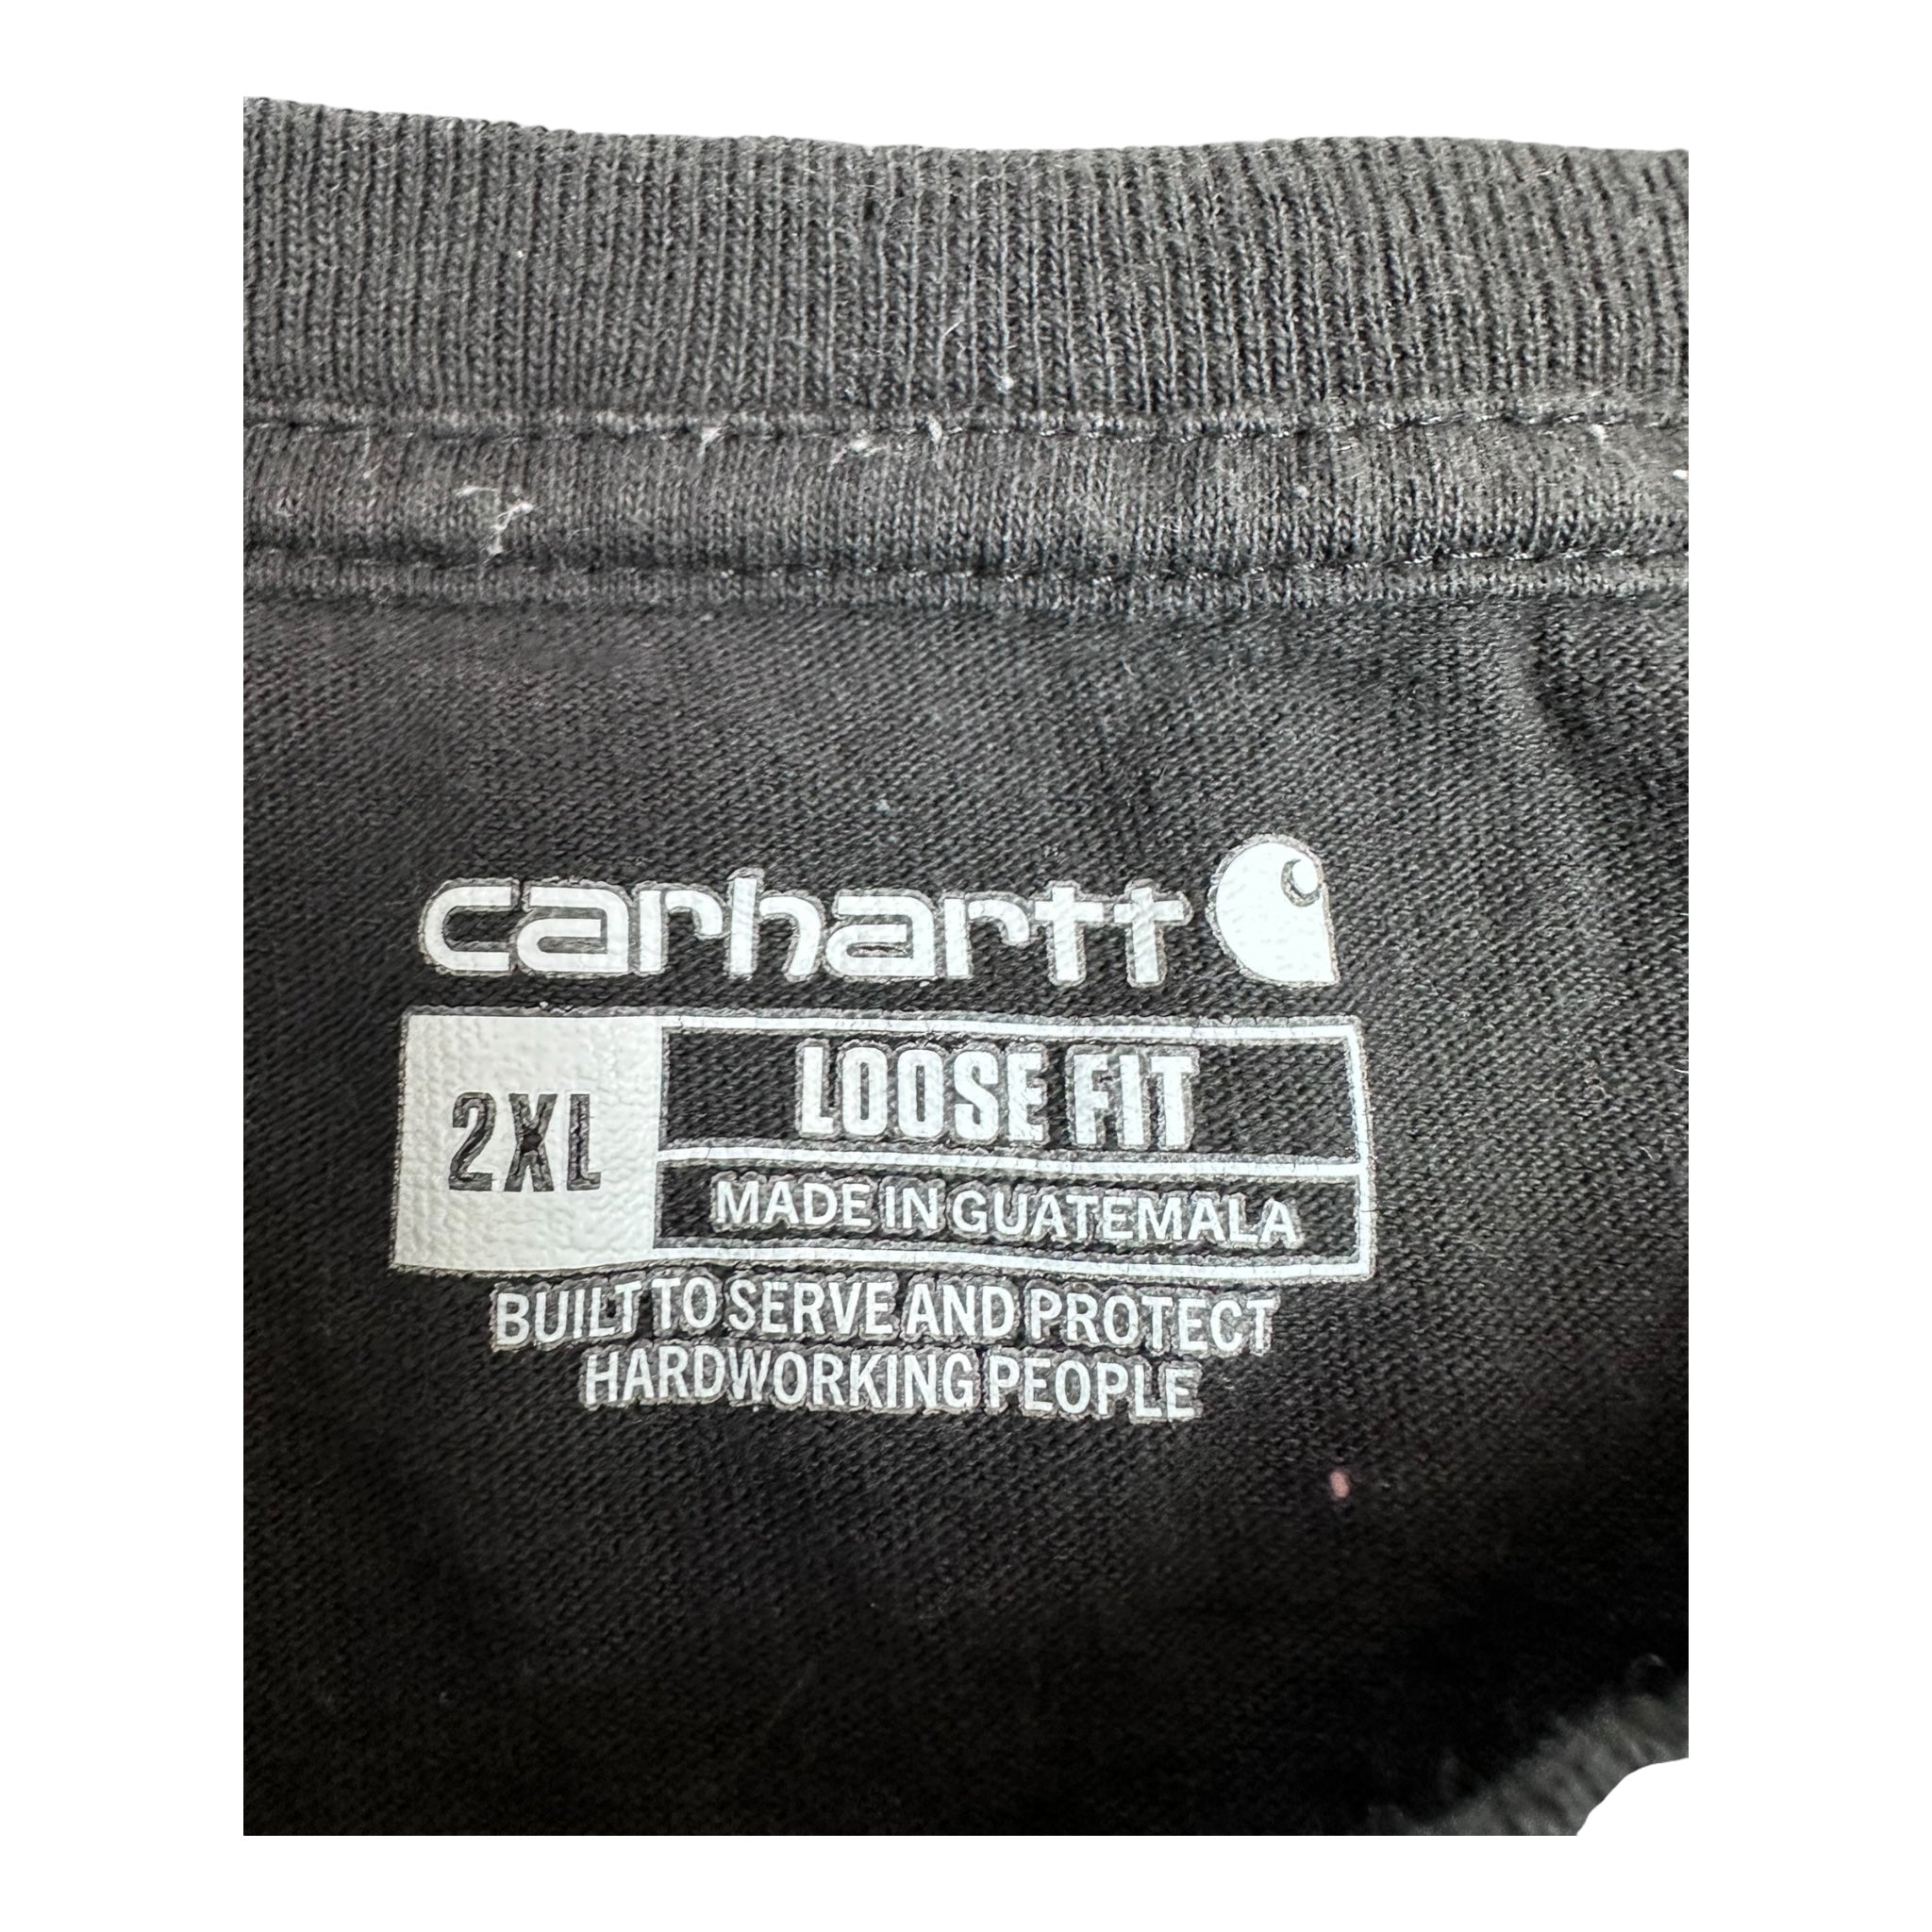 carhartt
2XL
LOOSE FIT
MADE IN GUATEMALA
BUILT TO SERVE AND PROTECT
HARDWORKING PEOPLE